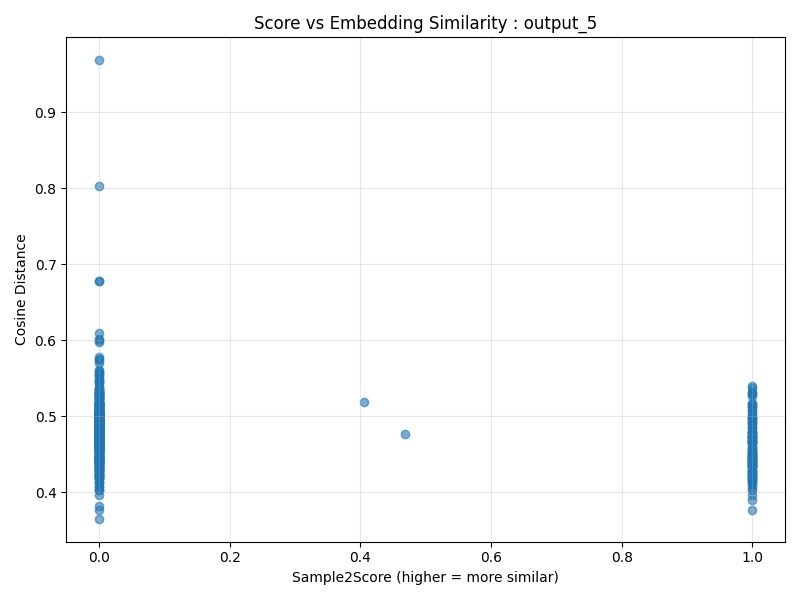 Score vs Embedding Similarity : output_5
Cosine Distance
0.9
0.8
0.7
0.6
0.5
0.4
0.0 0.2 0.4 0.6 0.8 1.0
Sample2Score (higher = more similar)